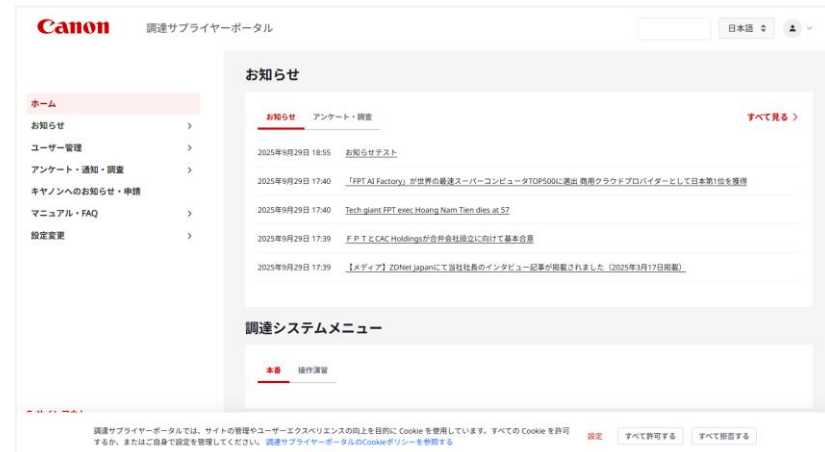 Canon 調達サプライヤーポータル
日本語
ホーム
お知らせ
ユーザー管理
アンケート・通知・調査
キヤノンへのお知らせ・申請
マニュアル・FAQ
設定変更
お知らせ
お知らせ アンケート・調査
すべて見る
2025年9月29日 18:55 お知らせテスト
2025年9月29日 17:40 「FPT AI Factory」が世界の最速スーパーコンピュータTOP500に選出 商用クラウドプロバイダーとして日本第1位を獲得
2025年9月29日 17:40 Tech giant FPT exec Hoang Nam Tien dies at 57
2025年9月29日 17:39 ＦＰＴとCAC Holdingsが合弁会社設立に向けて基本合意
2025年9月29日 17:39 【メディア】ZDNet Japanにて当社社長のインタビュー記事が掲載されました（2025年3月17日掲載）
調達システムメニュー
本番 操作演習
調達サプライヤーポータルでは、サイトの管理やユーザーエクスペリエンスの向上を目的に Cookie を使用しています。すべての Cookie を許可
するか、またはご自身で設定を管理してください。 調達サプライヤーポータルのCookieポリシーを参照する
設定 すべて許可する すべて拒否する